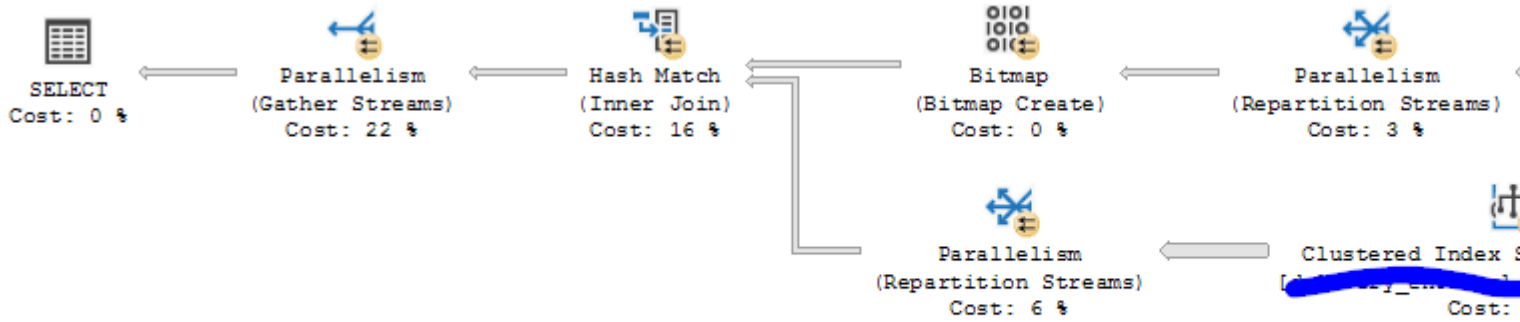 SELECT
Cost: 0 %
Parallelism
(Gather Streams)
Cost: 22 %
Hash Match
(Inner Join)
Cost: 16 %
Bitmap
(Bitmap Create)
Cost: 0 %
Parallelism
(Repartition Streams)
Cost: 3 %
Parallelism
(Repartition Streams)
Cost: 6 %
Clustered Index S
Cost: